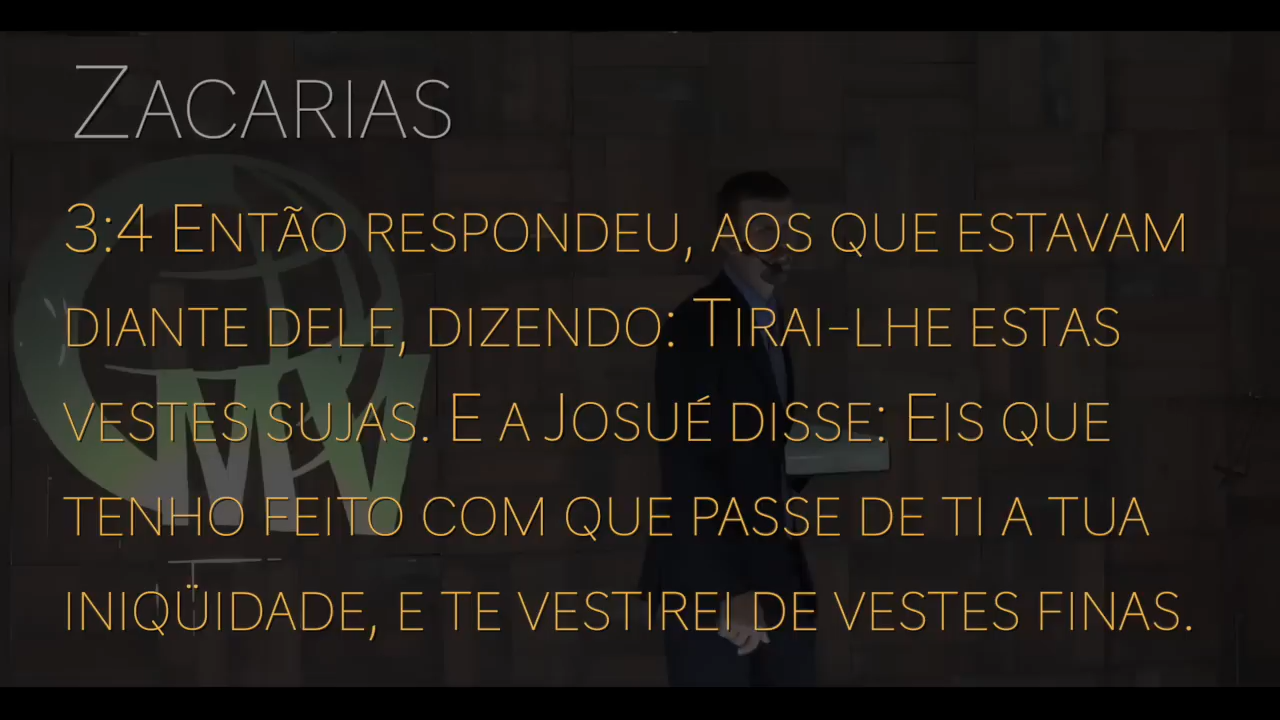 Zacarias
3:4 Então respondeu, aos que estavam
diante dele, dizendo: Tirai-lhe estas
vestes sujas. E a Josué disse: Eis que
tenho feito com que passe de ti a tua
iniqüidade, e te vestirei de vestes finas.
MV